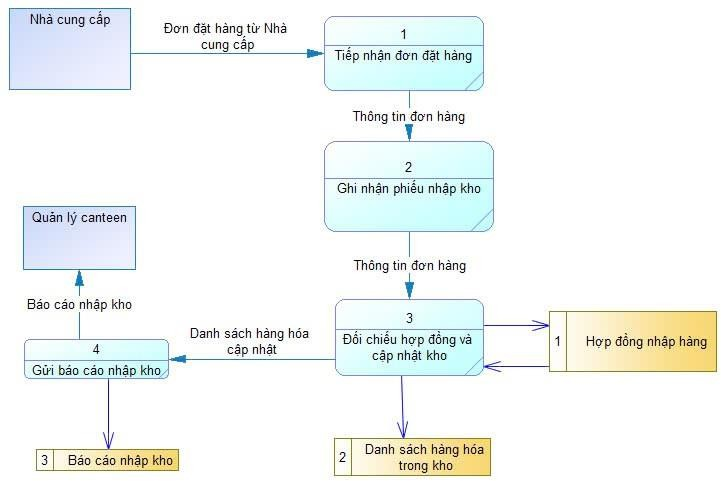 Nhà cung cấp
Đơn đặt hàng từ Nhà
cung cấp
1
Tiếp nhận đơn đặt hàng
Thông tin đơn hàng
2
Ghi nhận phiếu nhập kho
Quản lý canteen
Thông tin đơn hàng
Báo cáo nhập kho
3
Đối chiếu hợp đồng và
cập nhật kho
Danh sách hàng hóa
cập nhật
4
Gửi báo cáo nhập kho
1
Hợp đồng nhập hàng
3
Báo cáo nhập kho
2
Danh sách hàng hóa
trong kho